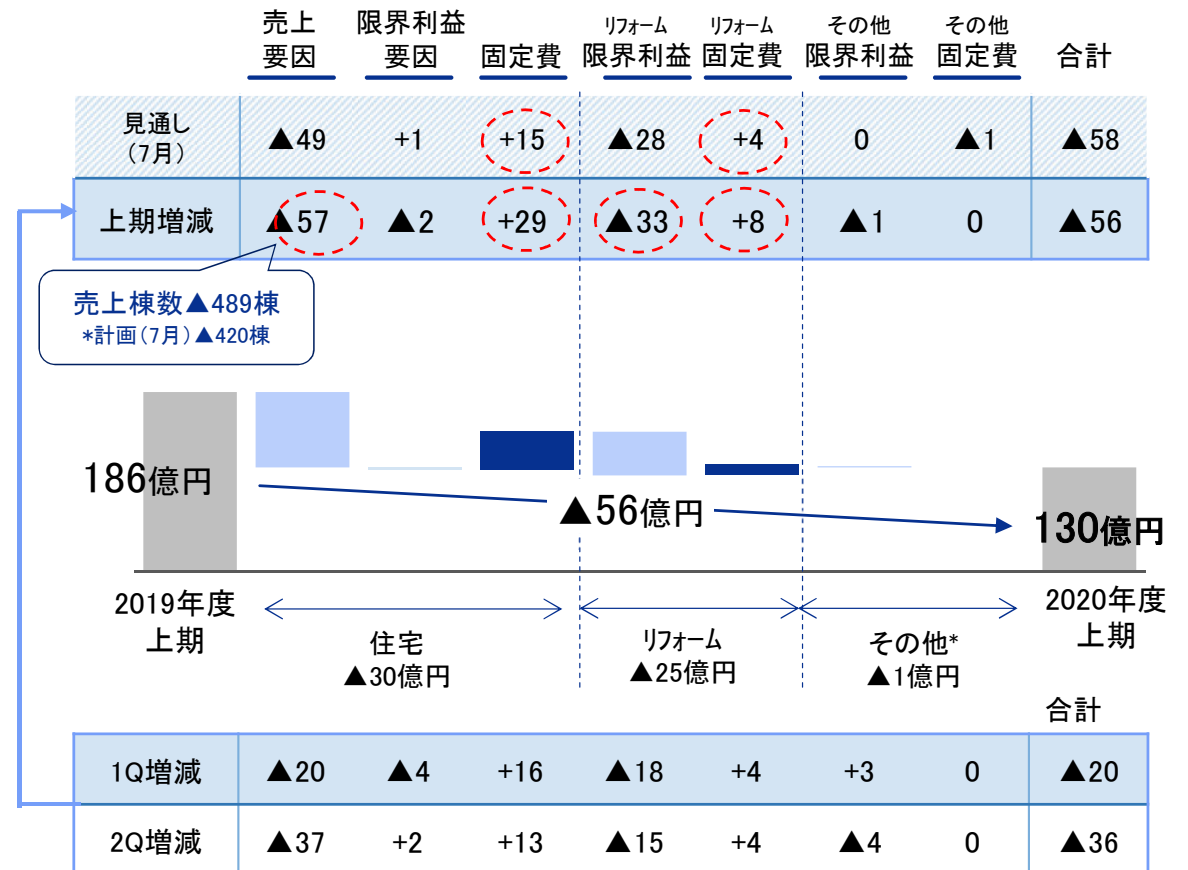 売上
要因
限界利益
要因
固定費
リフォーム
限界利益
リフォーム
固定費
その他
限界利益
その他
固定費
合計
見通し
(7月)
▲49 +1 +15 ▲28 +4 0 ▲1 ▲58
上期増減 ▲57 ▲2 +29 ▲33 +8 ▲1 0 ▲56
売上棟数▲489棟
*計画(7月)▲420棟
186億円
▲56億円
130億円
2019年度
上期
住宅
▲30億円
リフォーム
▲25億円
その他*
▲1億円
2020年度
上期
合計
1Q増減 ▲20 ▲4 +16 ▲18 +4 +3 0 ▲20
2Q増減 ▲37 +2 +13 ▲15 +4 ▲4 0 ▲36